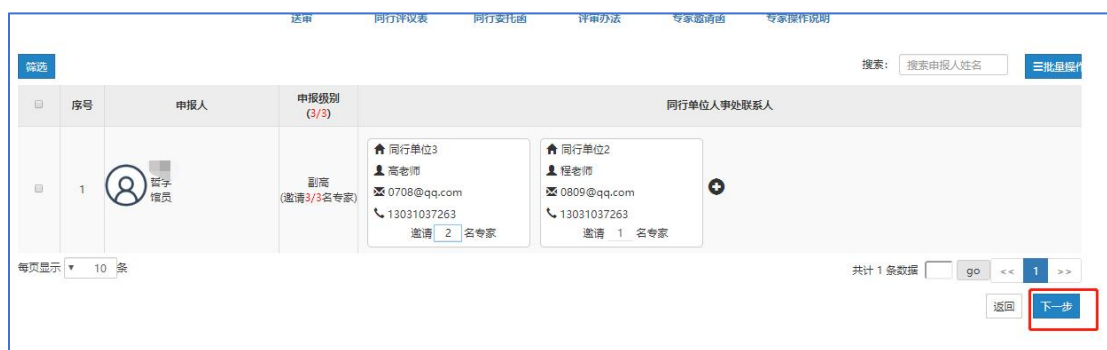 送审 同行评议表 同行委托函 评审办法 专家邀请函 专家操作说明
筛选 搜索： 搜索申报人姓名 三批量操作
序号 申报人 申报级别 (3/3) 同行单位人事处联系人
1 哲学 馆员 副高 (邀请3/3名专家)
同行单位3
高老师
0708@qq.com
13031037263
邀请 2 名专家
同行单位2
程老师
0809@qq.com
13031037263
邀请 1 名专家
每页显示 10 条 共计 1 条数据 go << 1 >>
返回 下一步